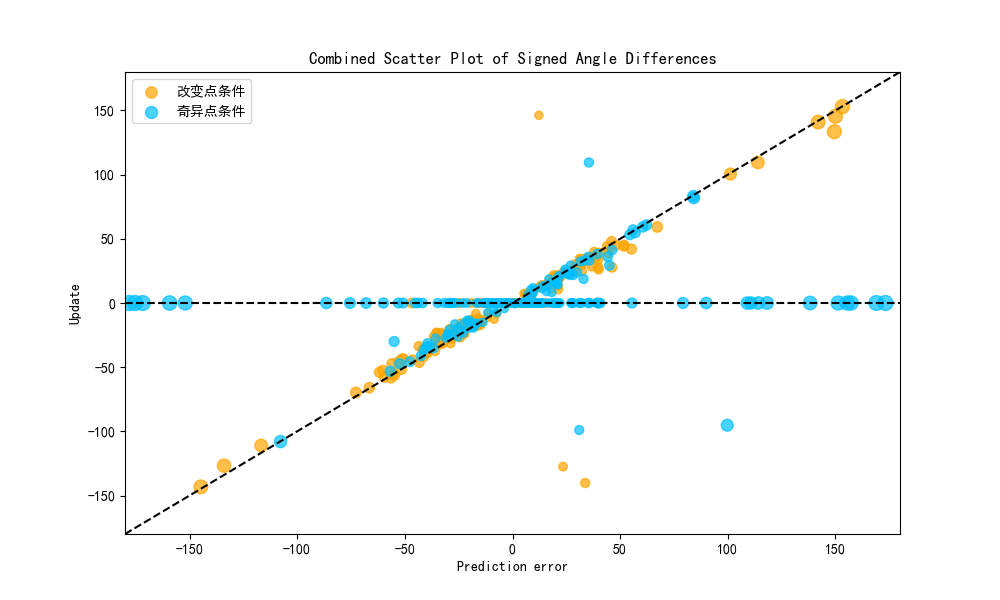 Combined Scatter Plot of Signed Angle Differences
改变点条件
奇异点条件
150
100
50
0
−50
−100
−150
Update
−150
−100
−50
0
50
100
150
Prediction error